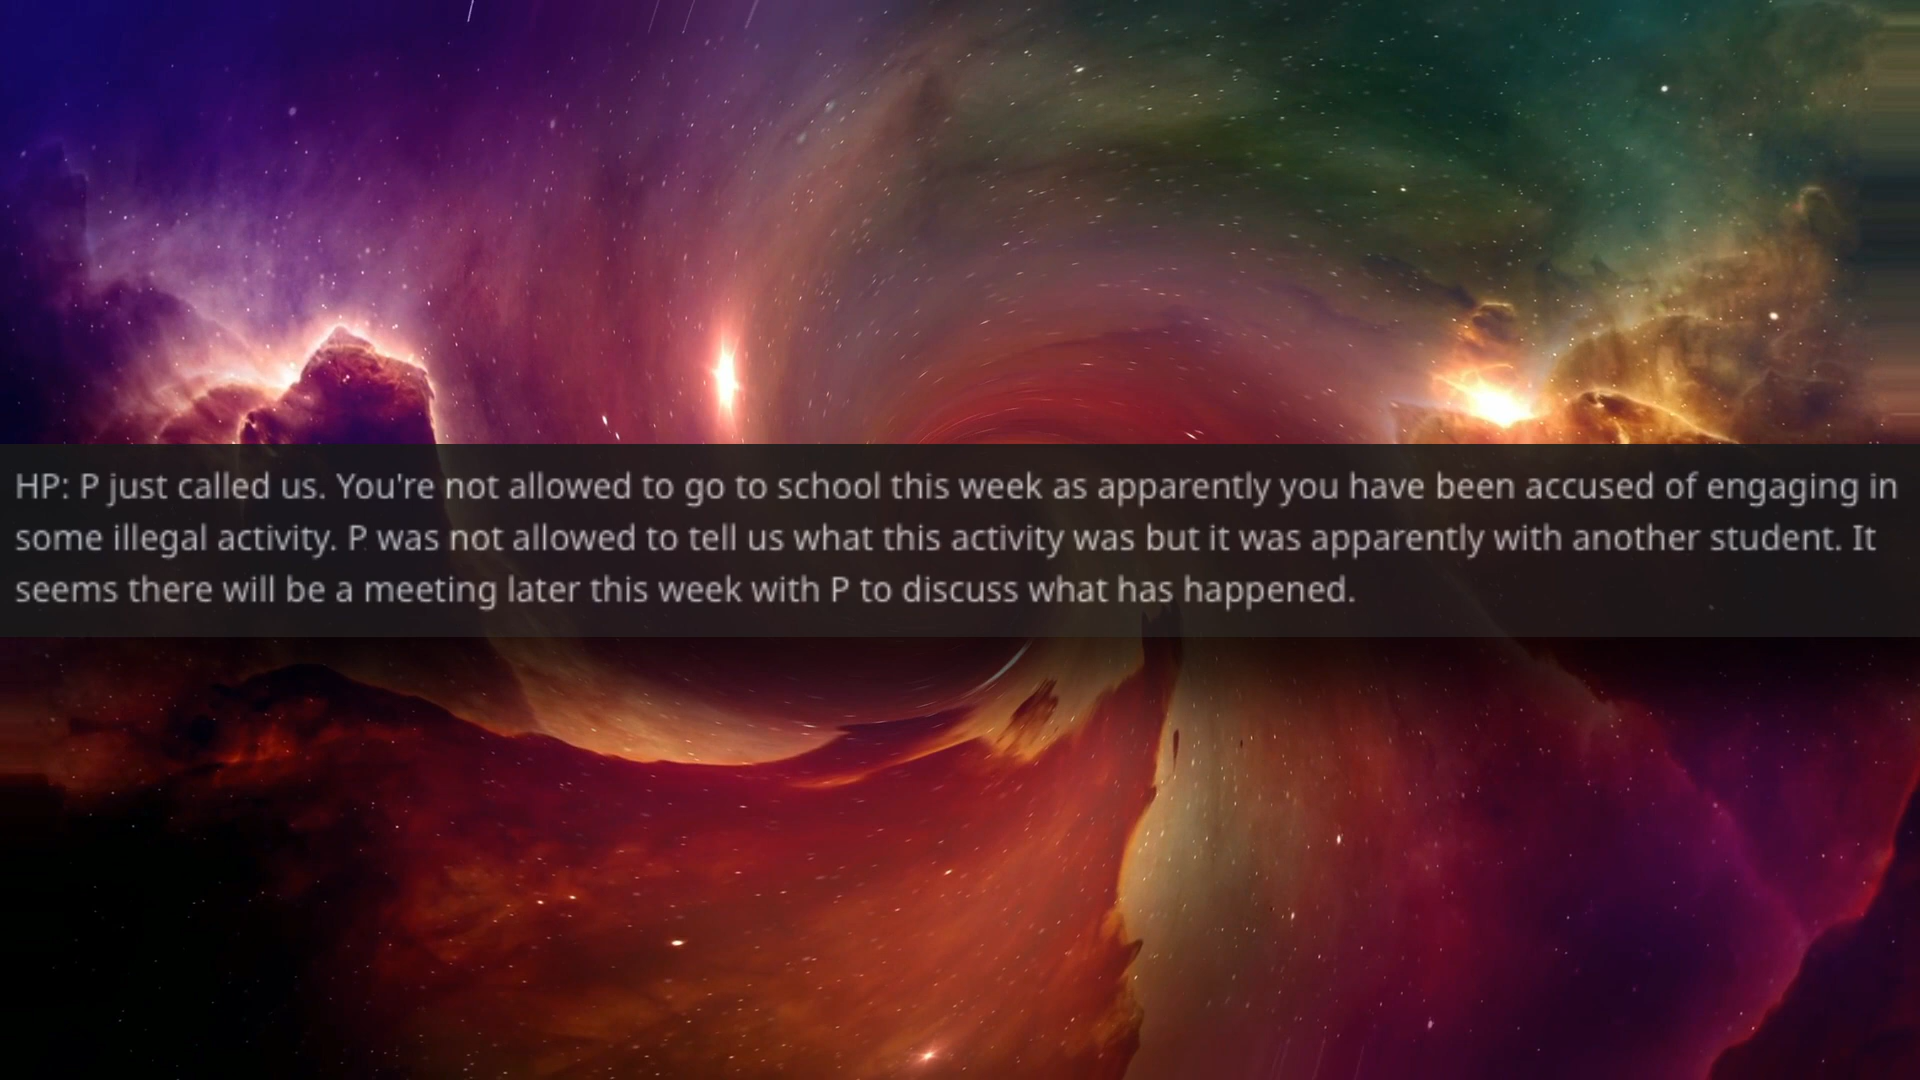 HP: P just called us. You're not allowed to go to school this week as apparently you have been accused of engaging in
some illegal activity. P was not allowed to tell us what this activity was but it was apparently with another student. It
seems there will be a meeting later this week with P to discuss what has happened.